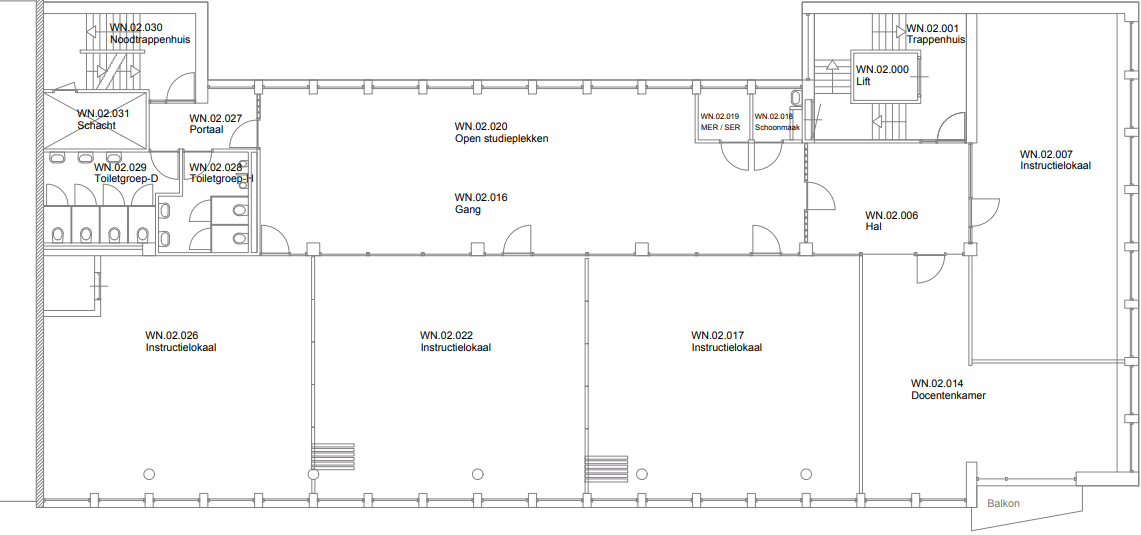 WN.02.030
Noodtrappenhuis
WN.02.001
Trappenhuis
WN.02.000
Lift
WN.02.031
Schacht
WN.02.027
Portaal
WN.02.020
Open studieplekken
WN.02.019
MER / SER
WN.02.018
Schoonmaak
WN.02.007
Instructielokaal
WN.02.029
Toiletgroep-D
WN.02.028
Toiletgroep-H
WN.02.016
Gang
WN.02.006
Hal
WN.02.026
Instructielokaal
WN.02.022
Instructielokaal
WN.02.017
Instructielokaal
WN.02.014
Docentenkamer
Balkon